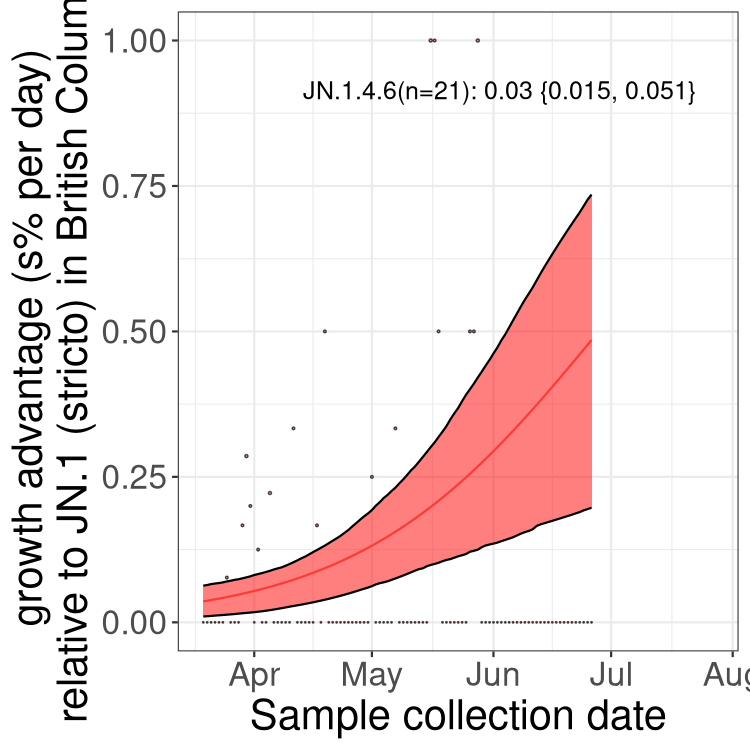 growth advantage (s% per day)
relative to JN.1 (stricto) in British Colum
1.00
0.75
0.50
0.25
0.00
JN.1.4.6(n=21): 0.03 {0.015, 0.051}
Apr May Jun Jul Aug
Sample collection date